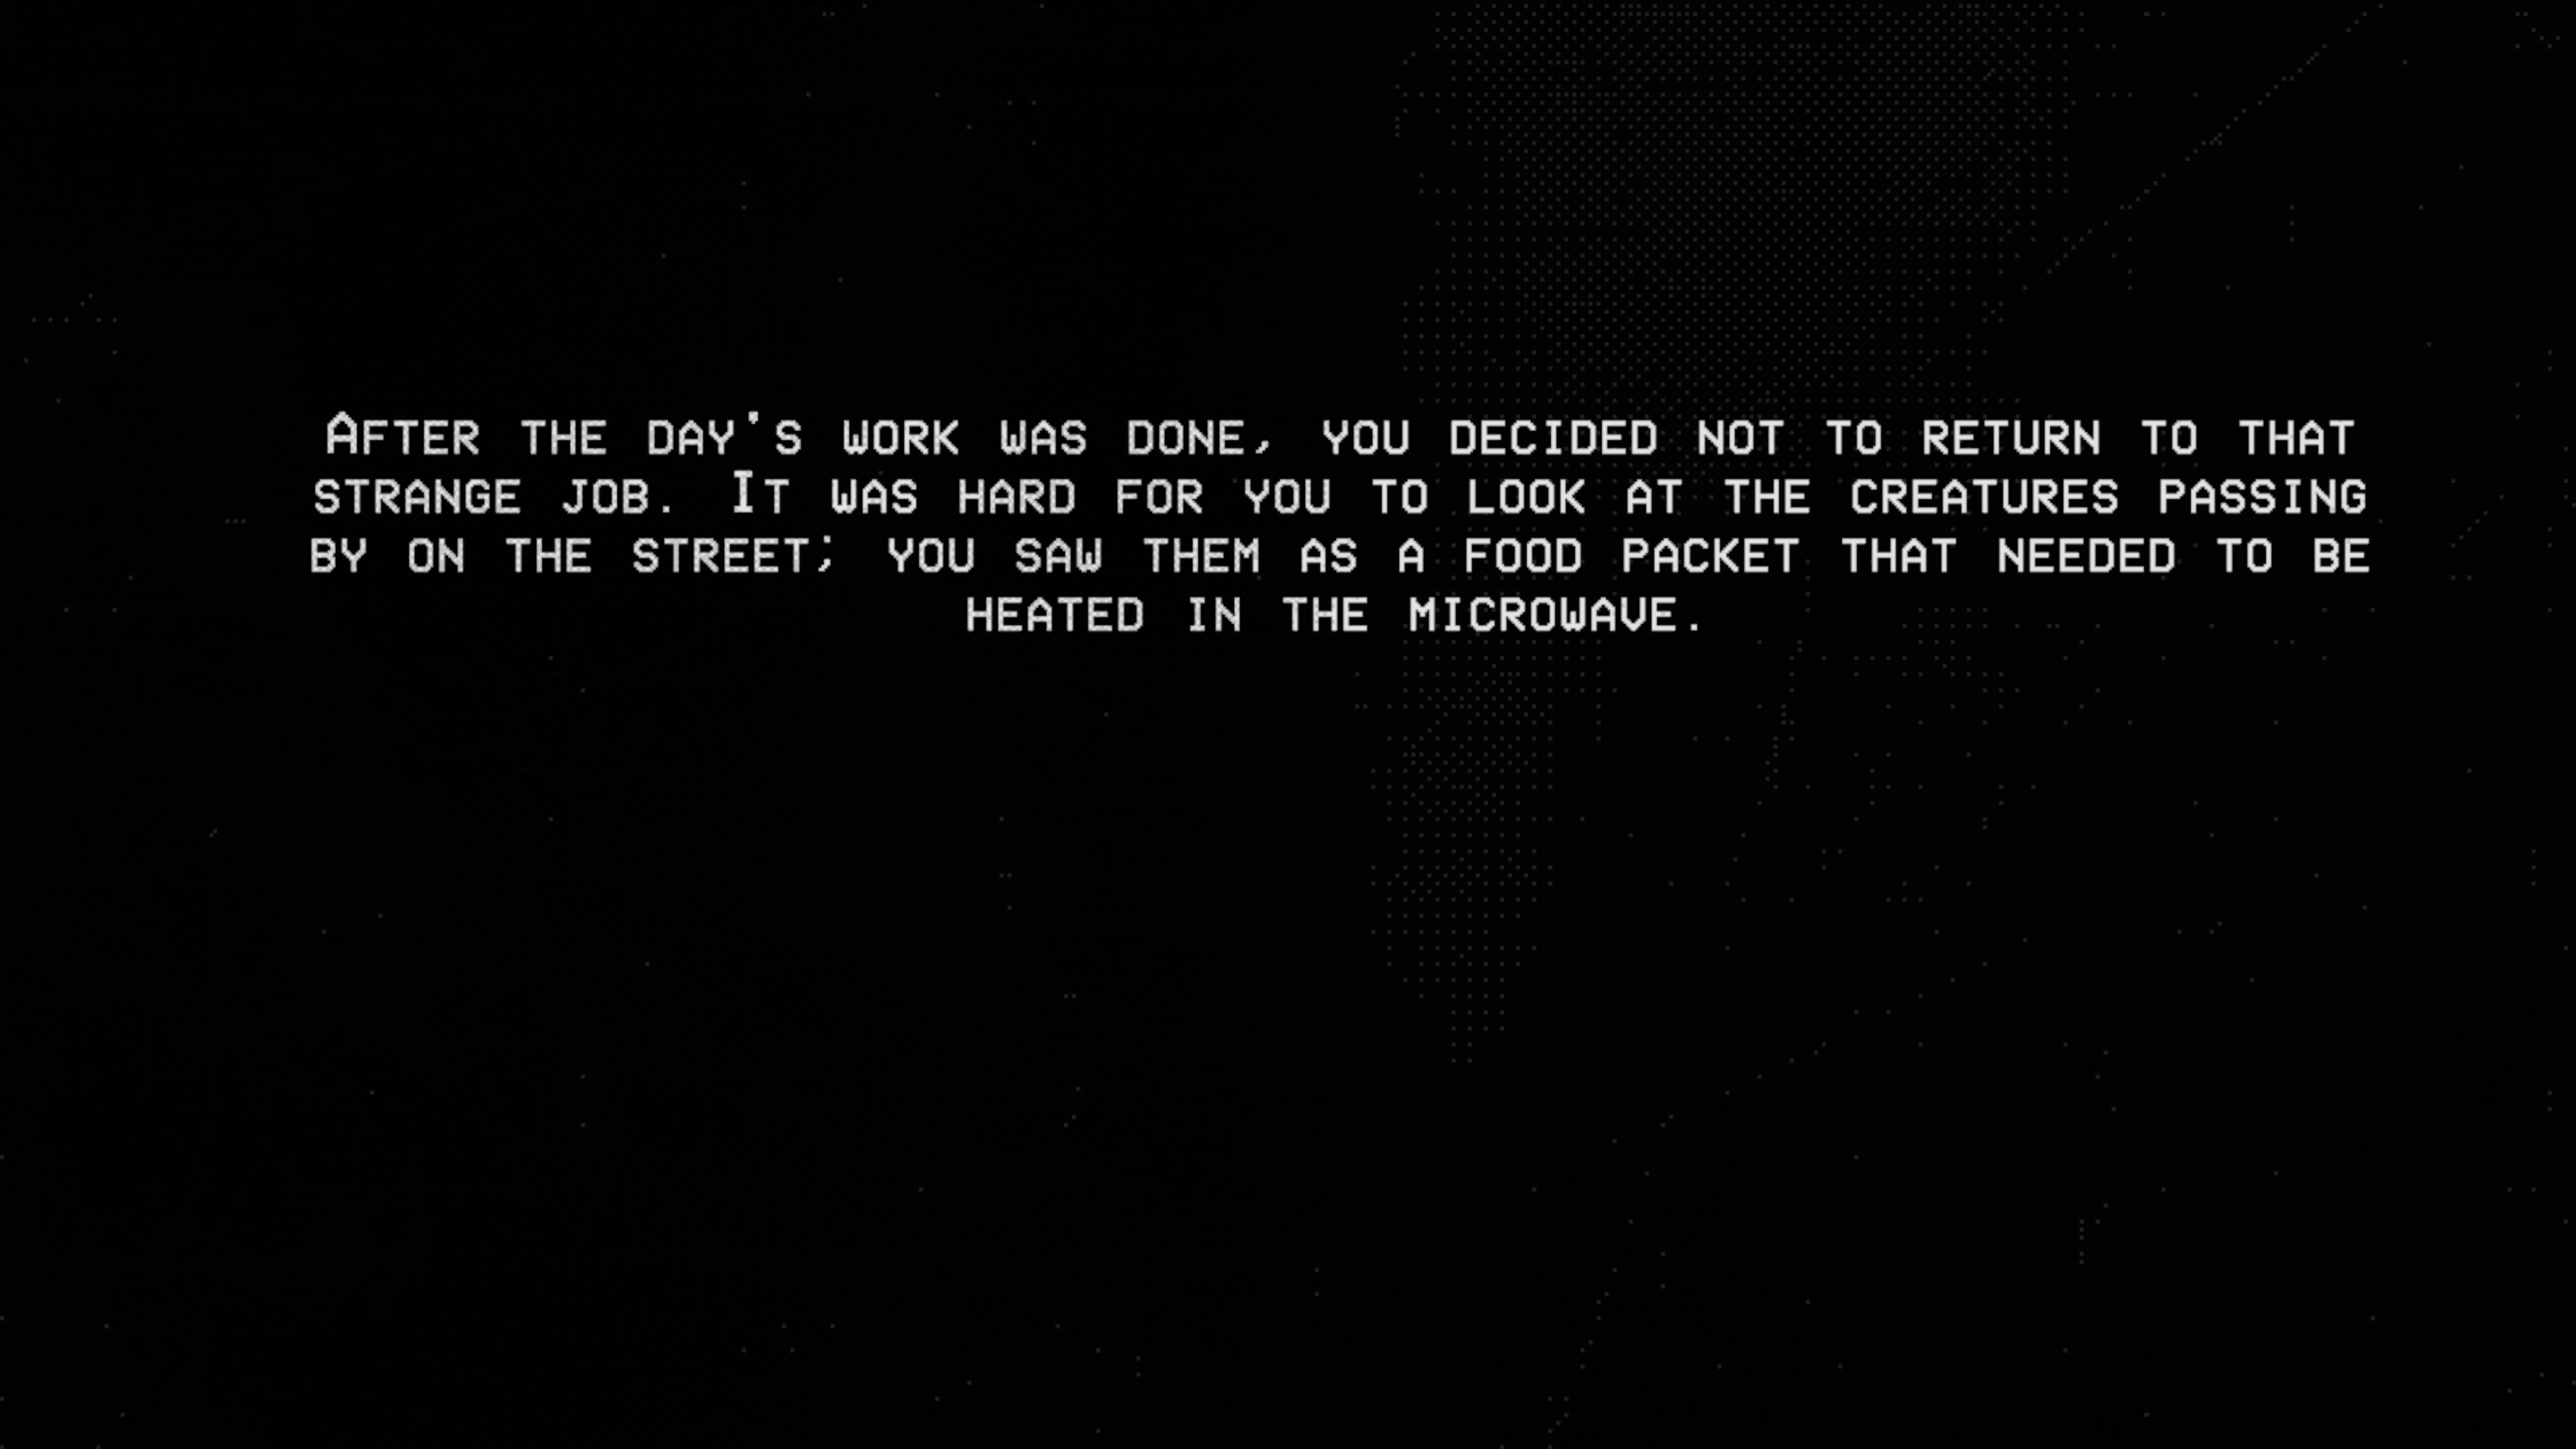 After the day's work was done, you decided not to return to that
strange job. It was hard for you to look at the creatures passing
by on the street; you saw them as a food packet that needed to be
heated in the microwave.